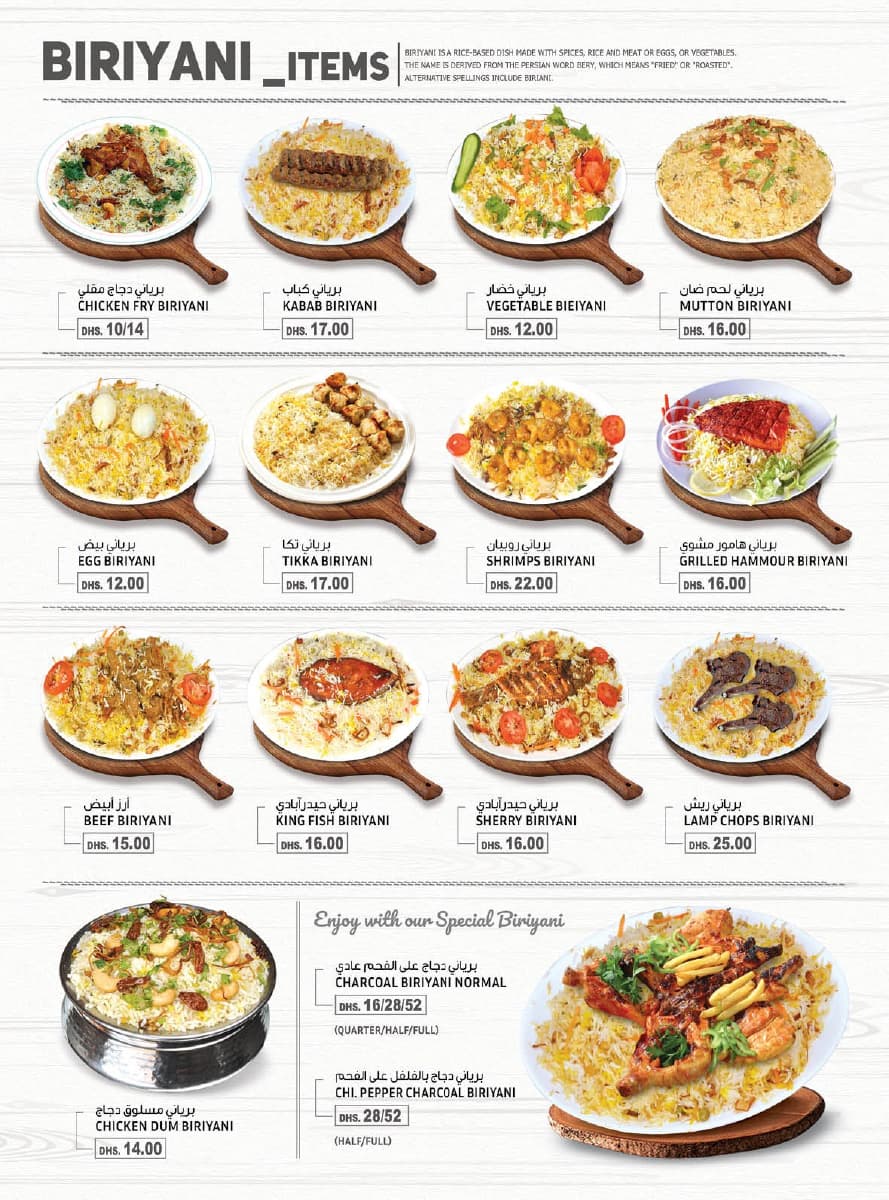 BIRIYANI _ITEMS
BIRIYANI IS A RICE-BASED DISH MADE WITH SPICES, RICE AND MEAT OR EGGS, OR VEGETABLES.
THE NAME IS DERIVED FROM THE PERSIAN WORD BERY, WHICH MEANS "FRIED" OR "ROASTED".
ALTERNATIVE SPELLINGS INCLUDE BIRIANI.
برياني دجاج مقلي
CHICKEN FRY BIRIYANI
DHS. 10/14
برياني كباب
KABAB BIRIYANI
DHS. 17.00
برياني خضار
VEGETABLE BIEIYANI
DHS. 12.00
برياني لحم ضان
MUTTON BIRIYANI
DHS. 16.00
برياني بيض
EGG BIRIYANI
DHS. 12.00
برياني تكا
TIKKA BIRIYANI
DHS. 17.00
برياني روبيان
SHRIMPS BIRIYANI
DHS. 22.00
برياني هامور مشوي
GRILLED HAMMOUR BIRIYANI
DHS. 16.00
أرز أبيض
BEEF BIRIYANI
DHS. 15.00
برياني حيدرآبادي
KING FISH BIRIYANI
DHS. 16.00
برياني حيدرآبادي
SHERRY BIRIYANI
DHS. 16.00
برياني ريش
LAMP CHOPS BIRIYANI
DHS. 25.00
برياني مسلوق دجاج
CHICKEN DUM BIRIYANI
DHS. 14.00
Enjoy with our Special Biriyani
برياني دجاج على الفحم عادي
CHARCOAL BIRIYANI NORMAL
DHS. 16/28/52
(QUARTER/HALF/FULL)
برياني دجاج بالفلفل على الفحم
CHI. PEPPER CHARCOAL BIRIYANI
DHS. 28/52
(HALF/FULL)